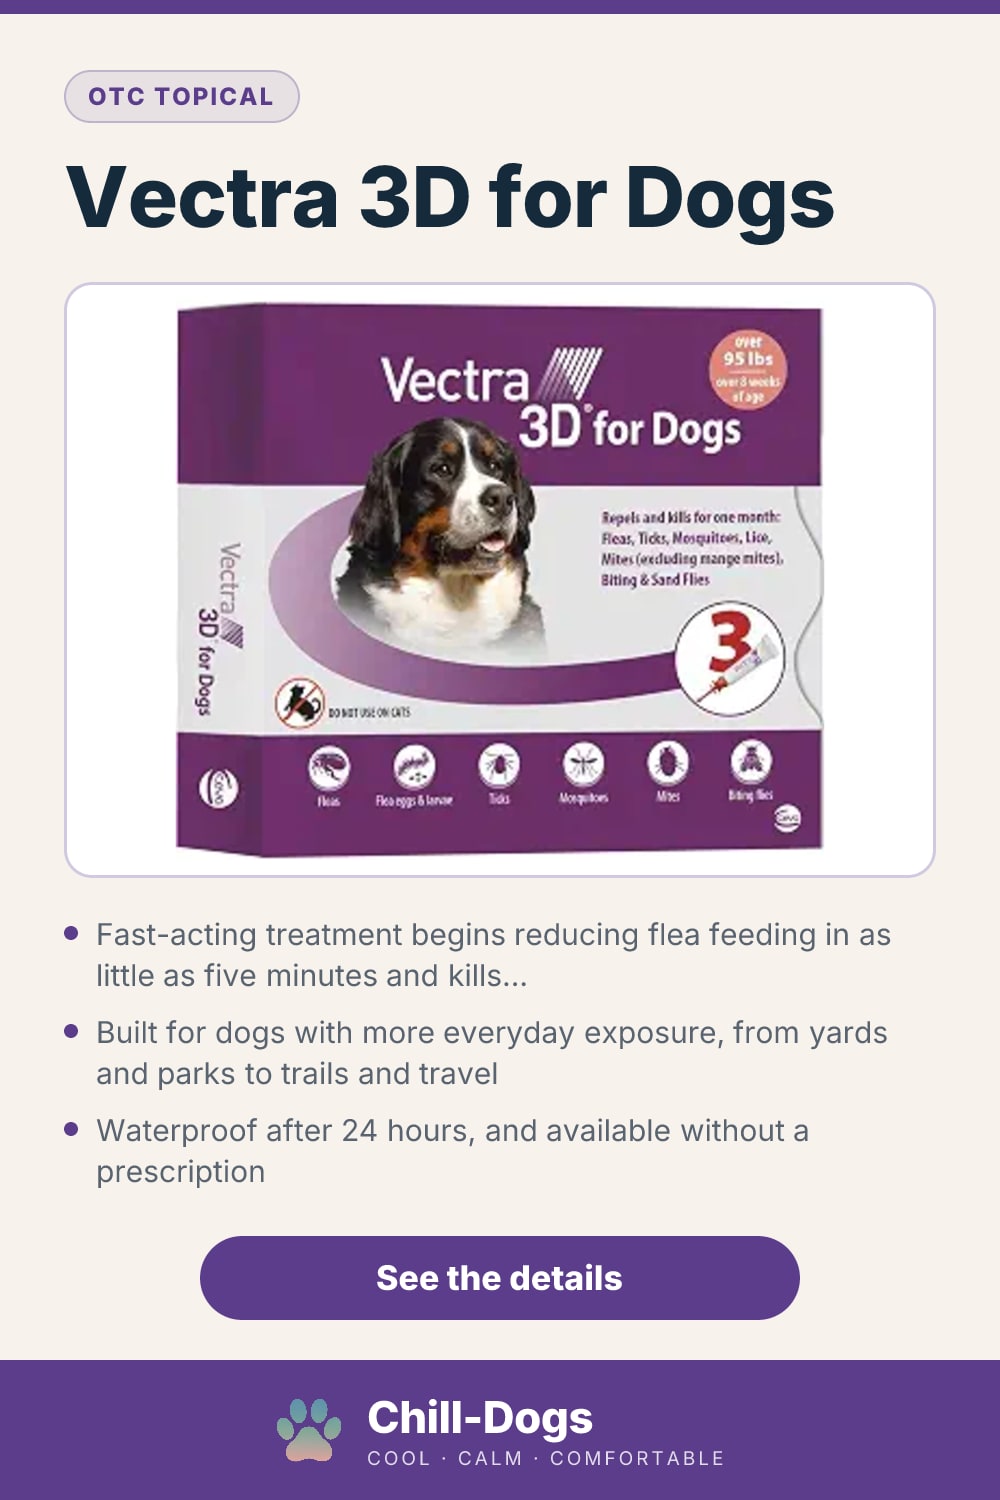 OTC TOPICAL
Vectra 3D for Dogs
over
95 lbs
over 8 weeks
of age
Vectra
3D® for Dogs
Repels and kills for one month:
Fleas, Ticks, Mosquitoes, Lice,
Mites (excluding mange mites),
Biting & Sand Flies
3
Vectra
3D® for Dogs
DO NOT USE ON CATS
Fleas
Flea eggs & larvae
Ticks
Mosquitoes
Mites
Biting flies
Ceva
Ceva
Fast-acting treatment begins reducing flea feeding in as
little as five minutes and kills...
Built for dogs with more everyday exposure, from yards
and parks to trails and travel
Waterproof after 24 hours, and available without a
prescription
See the details
Chill-Dogs
COOL · CALM · COMFORTABLE